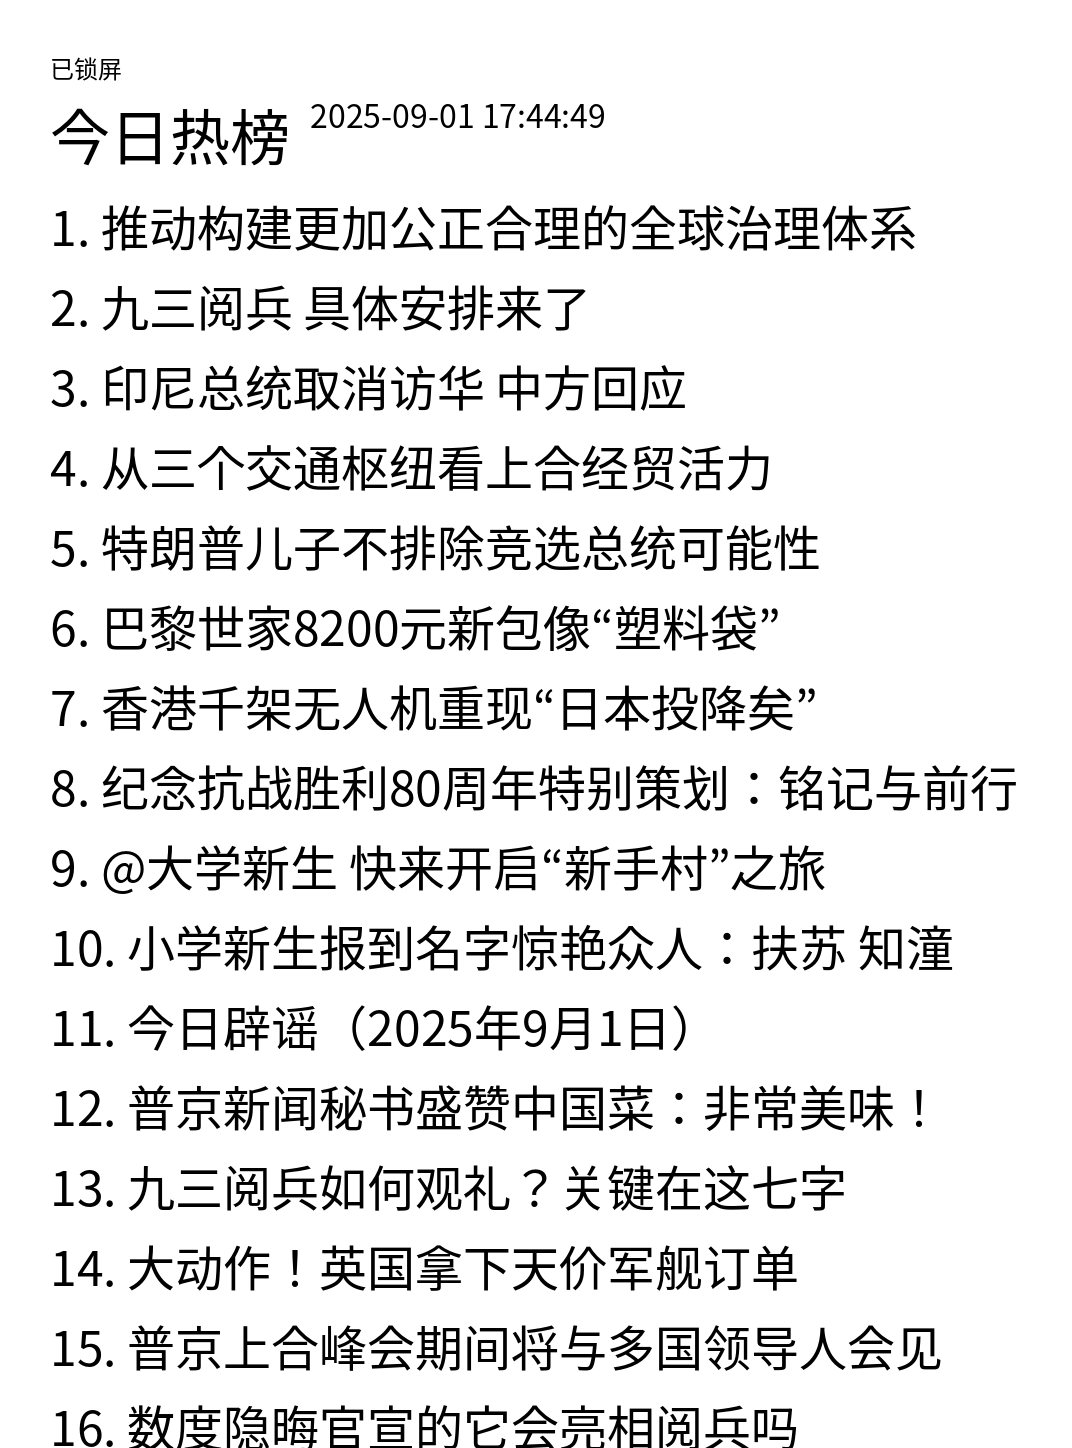 已锁屏
今日热榜 2025-09-01 17:44:49
1. 推动构建更加公正合理的全球治理体系
2. 九三阅兵 具体安排来了
3. 印尼总统取消访华 中方回应
4. 从三个交通枢纽看上合经贸活力
5. 特朗普儿子不排除竞选总统可能性
6. 巴黎世家8200元新包像“塑料袋”
7. 香港千架无人机重现“日本投降矣”
8. 纪念抗战胜利80周年特别策划：铭记与前行
9. @大学新生 快来开启“新手村”之旅
10. 小学新生报到名字惊艳众人：扶苏 知潼
11. 今日辟谣（2025年9月1日）
12. 普京新闻秘书盛赞中国菜：非常美味！
13. 九三阅兵如何观礼？关键在这七字
14. 大动作！英国拿下天价军舰订单
15. 普京上合峰会期间将与多国领导人会见
16. 数度隐晦官宣的它会亮相阅兵吗